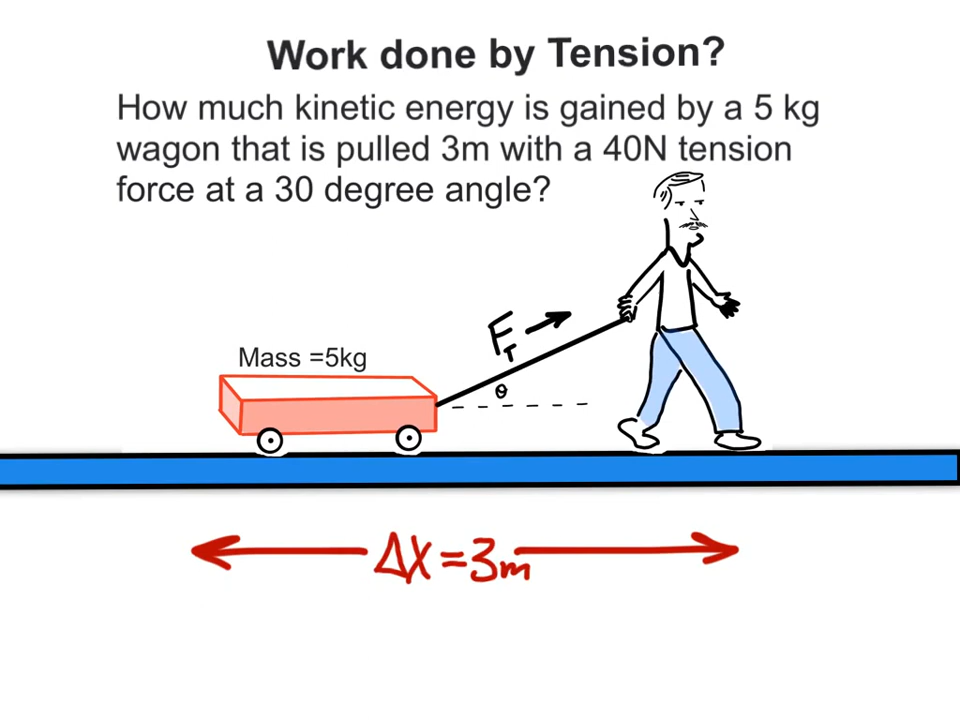 Work done by Tension?
How much kinetic energy is gained by a 5 kg
wagon that is pulled 3m with a 40N tension
force at a 30 degree angle?
F_T
Mass =5kg
θ
ΔX=3m